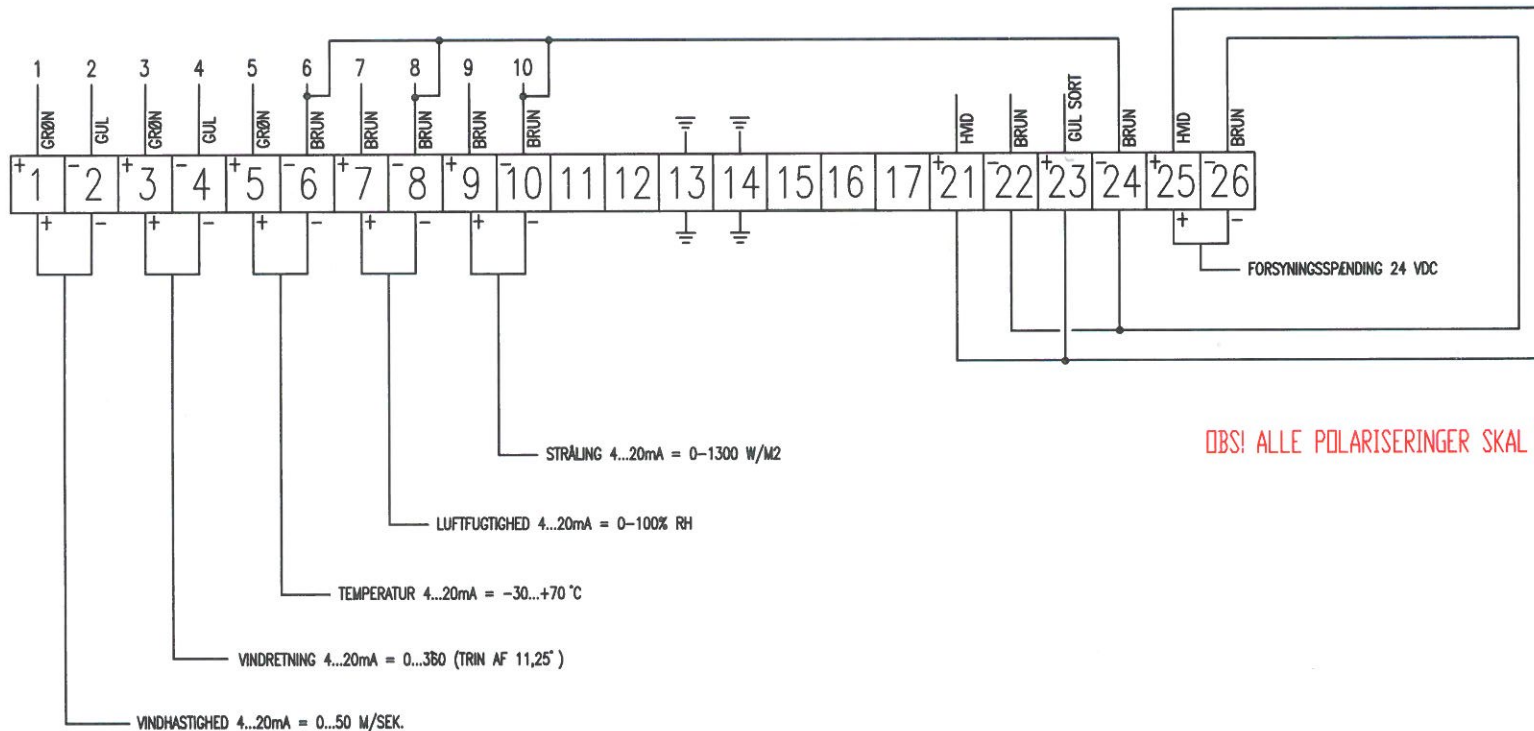 1 2 3 4 5 6 7 8 9 10
GRØN GUL GRØN GUL GRØN BRUN BRUN BRUN BRUN BRUN HVID BRUN GUL SORT BRUN HVID BRUN
+ - + - + - + - + - + - + - + -
1 2 3 4 5 6 7 8 9 10 11 12 13 14 15 16 17 21 22 23 24 25 26
+ - + - + - + - + - + -
FORSYNINGSSPÆNDING 24 VDC
OBS! ALLE POLARISERINGER SKAL
STRÅLING 4...20mA = 0-1300 W/M2
LUFTFUGTIGHED 4...20mA = 0-100% RH
TEMPERATUR 4...20mA = -30...+70 °C
VINDRETNING 4...20mA = 0...360 (TRIN AF 11,25°)
VINDHASTIGHED 4...20mA = 0...50 M/SEK.